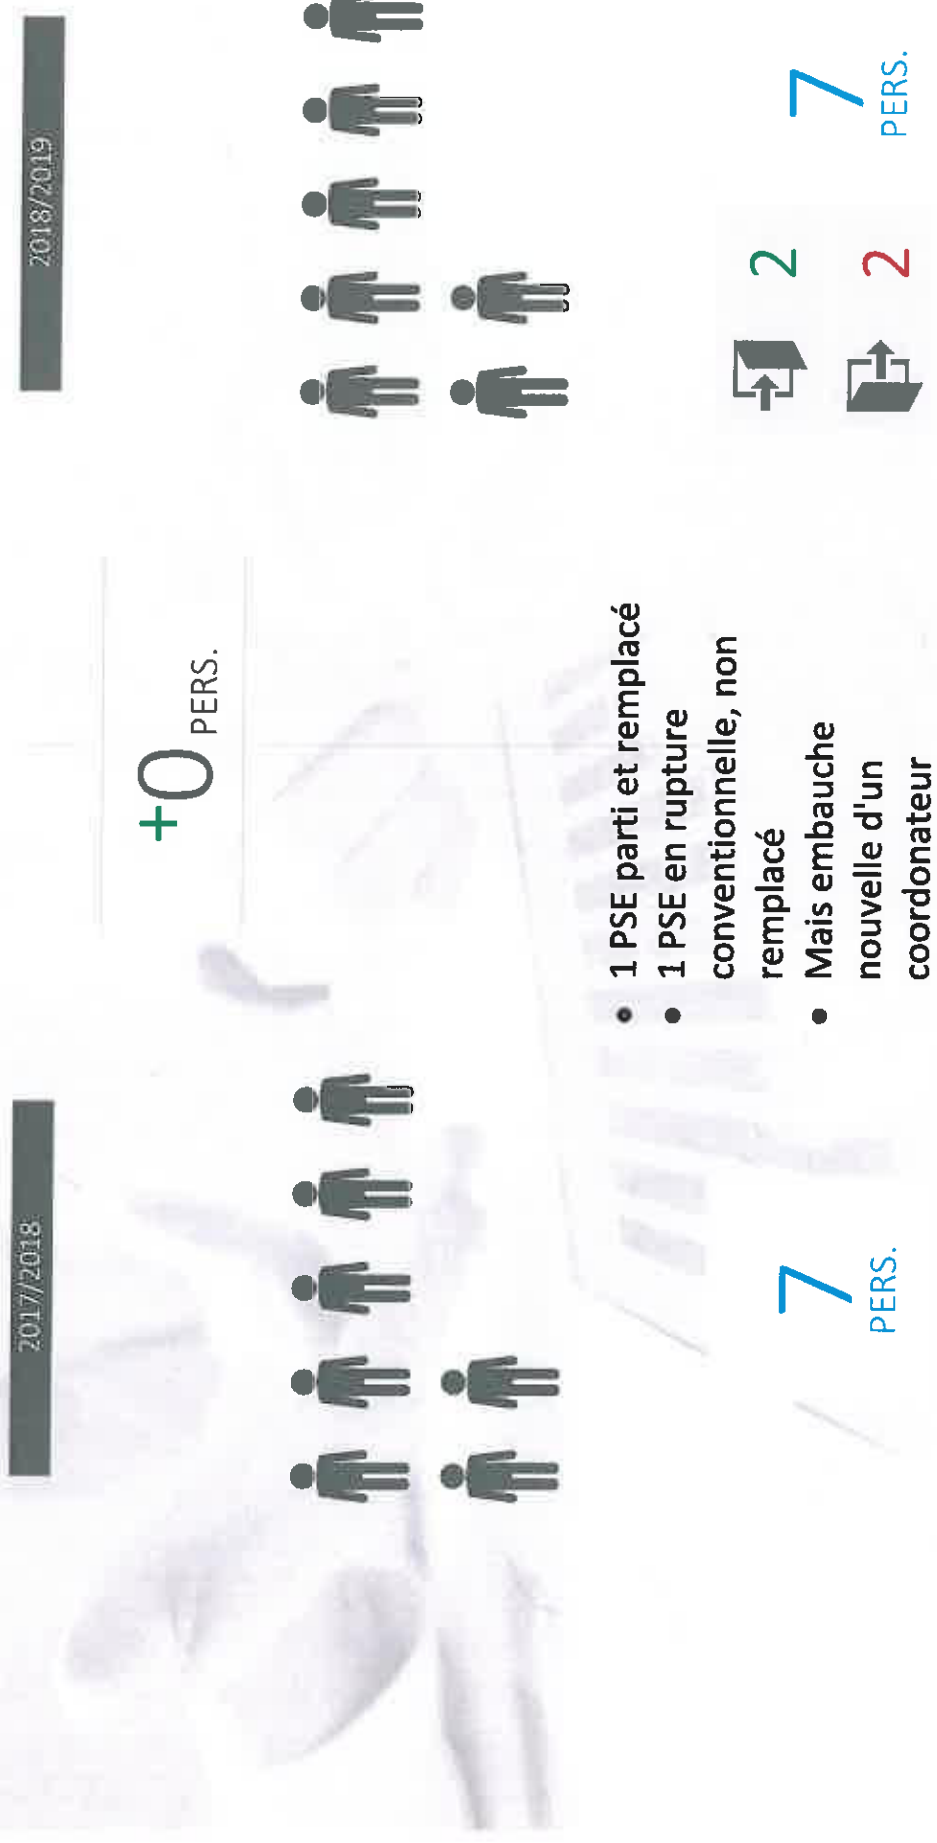 2017/2018
2018/2019
+0 PERS.
7
PERS.
• 1 PSE parti et remplacé
• 1 PSE en rupture
conventionnelle, non
remplacé
• Mais embauche
nouvelle d'un
coordonateur
2
2
7
PERS.